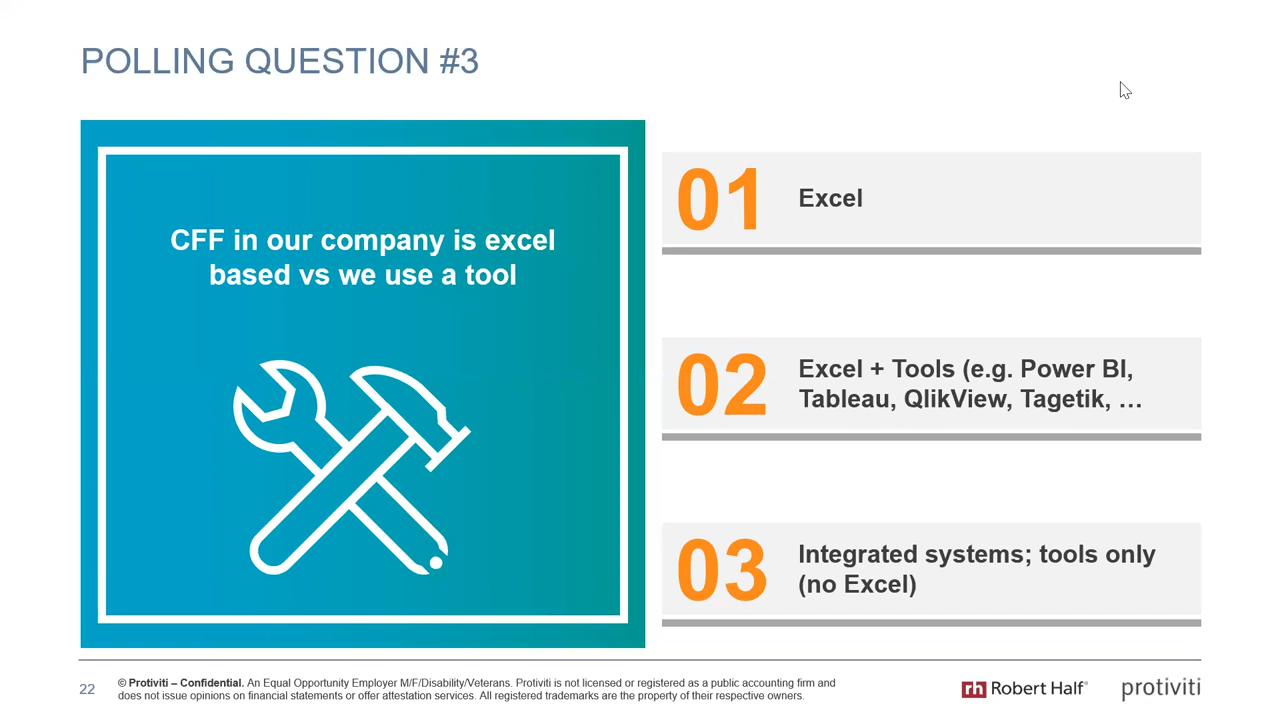 POLLING QUESTION #3
CFF in our company is excel
based vs we use a tool
01
Excel
02
Excel + Tools (e.g. Power BI,
Tableau, QlikView, Tagetik, …
03
Integrated systems; tools only
(no Excel)
22
© Protiviti – Confidential. An Equal Opportunity Employer M/F/Disability/Veterans. Protiviti is not licensed or registered as a public accounting firm and
does not issue opinions on financial statements or offer attestation services. All registered trademarks are the property of their respective owners.
rh Robert Half®
protiviti